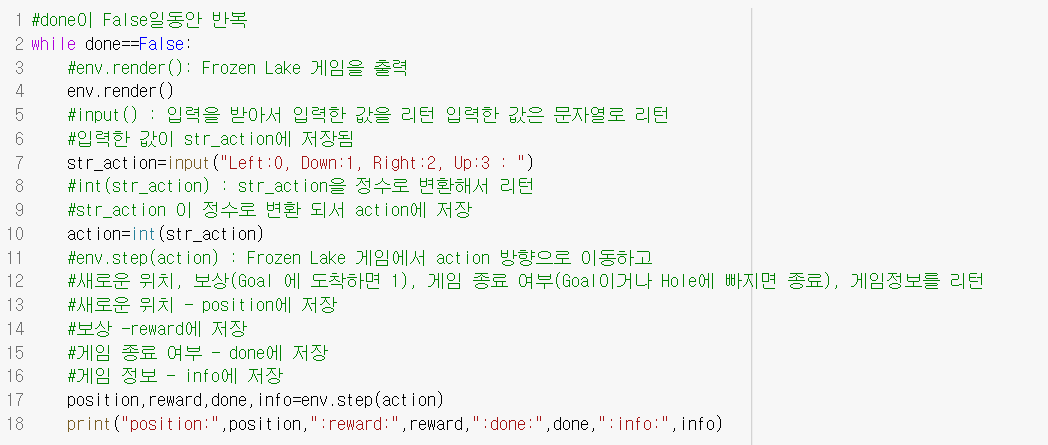 1 #done이 False일동안 반복
2 while done==False:
3 #env.render(): Frozen Lake 게임을 출력
4 env.render()
5 #input() : 입력을 받아서 입력한 값을 리턴 입력한 값은 문자열로 리턴
6 #입력한 값이 str_action에 저장됨
7 str_action=input("Left:0, Down:1, Right:2, Up:3 : ")
8 #int(str_action) : str_action을 정수로 변환해서 리턴
9 #str_action 이 정수로 변환 되서 action에 저장
10 action=int(str_action)
11 #env.step(action) : Frozen Lake 게임에서 action 방향으로 이동하고
12 #새로운 위치, 보상(Goal 에 도착하면 1), 게임 종료 여부(Goal이거나 Hole에 빠지면 종료), 게임정보를 리턴
13 #새로운 위치 - position에 저장
14 #보상 -reward에 저장
15 #게임 종료 여부 - done에 저장
16 #게임 정보 - info에 저장
17 position,reward,done,info=env.step(action)
18 print("position:",position,":reward:",reward,":done:",done,":info:",info)